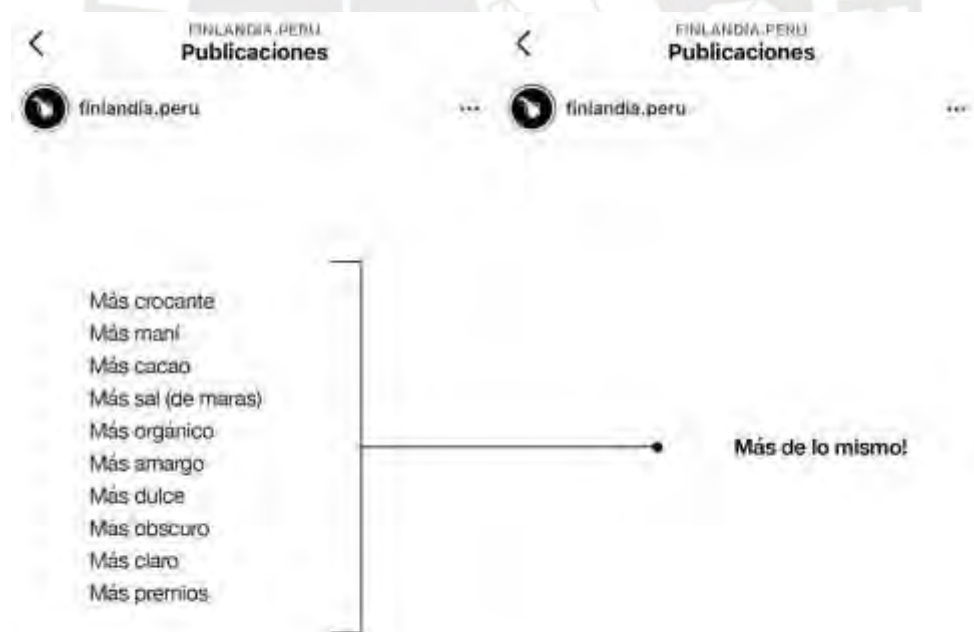 FINLANDIA.PERU
Publicaciones
finlandia.peru
Más crocante
Más maní
Más cacao
Más sal (de maras)
Más orgánico
Más amargo
Más dulce
Más obscuro
Más claro
Más premios
FINLANDIA.PERU
Publicaciones
finlandia.peru
Más de lo mismo!